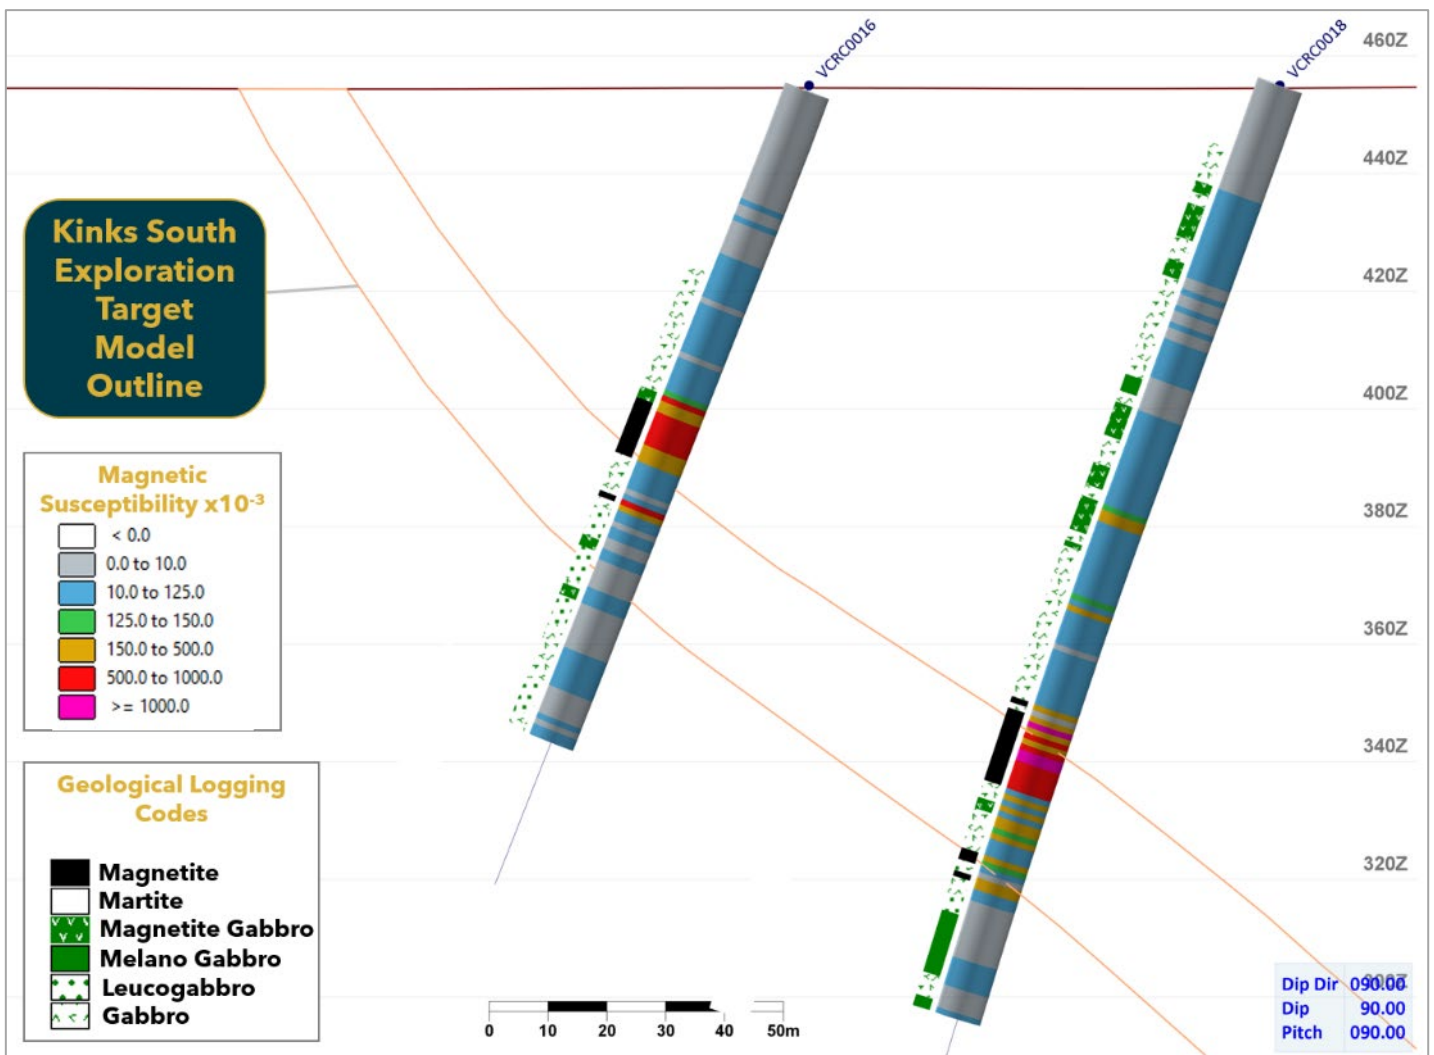 VCRC0016
VCRC0018
460Z
440Z
420Z
400Z
380Z
360Z
340Z
320Z
Kinks South
Exploration
Target
Model
Outline
Magnetic
Susceptibility x10-3
< 0.0
0.0 to 10.0
10.0 to 125.0
125.0 to 150.0
150.0 to 500.0
500.0 to 1000.0
>= 1000.0
Geological Logging
Codes
Magnetite
Martite
Magnetite Gabbro
Melano Gabbro
Leucogabbro
Gabbro
0 10 20 30 40 50m
Dip Dir 090.00
Dip 90.00
Pitch 090.00